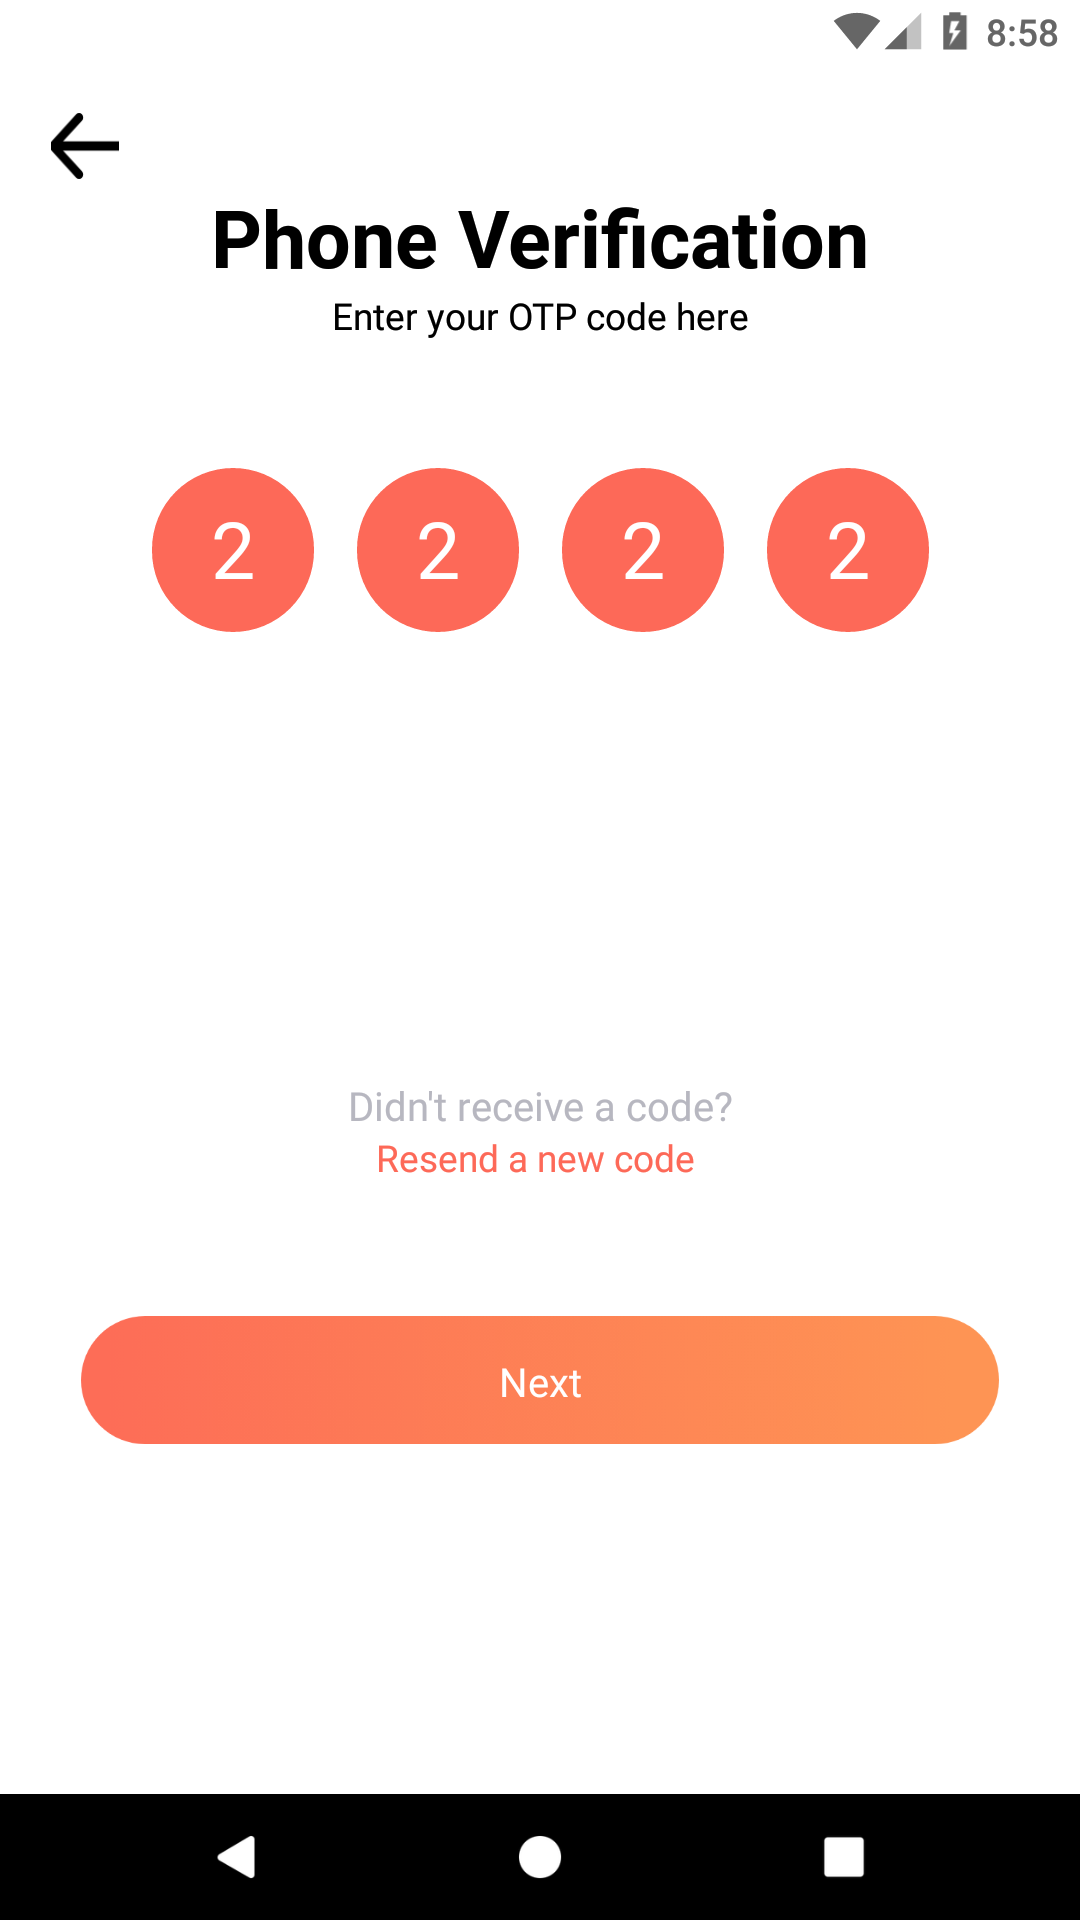 8:58
Phone Verification
Enter your OTP code here
2 2 2 2
Didn't receive a code?
Resend a new code
Next